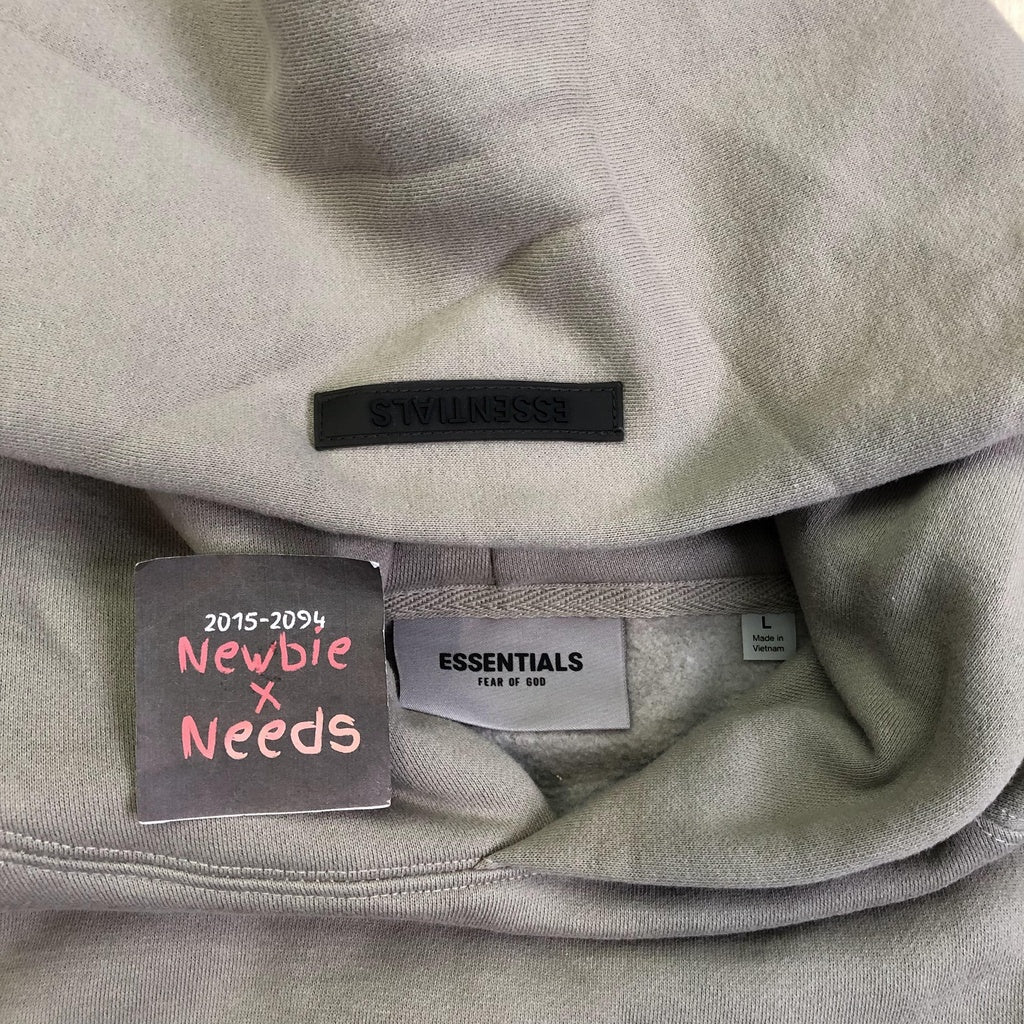 ESSENTIALS
2015-2094
Newbie
x
Needs
ESSENTIALS
FEAR OF GOD
L
Made in
Vietnam